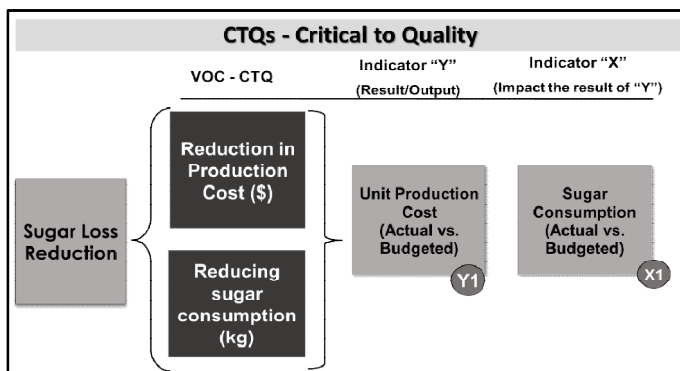 CTQs - Critical to Quality
VOC - CTQ
Indicator "Y"
(Result/Output)
Indicator "X"
(Impact the result of "Y")
Sugar Loss
Reduction
Reduction in
Production
Cost ($)
Reducing
sugar
consumption
(kg)
Unit Production
Cost
(Actual vs.
Budgeted)
Y1
Sugar
Consumption
(Actual vs.
Budgeted)
X1